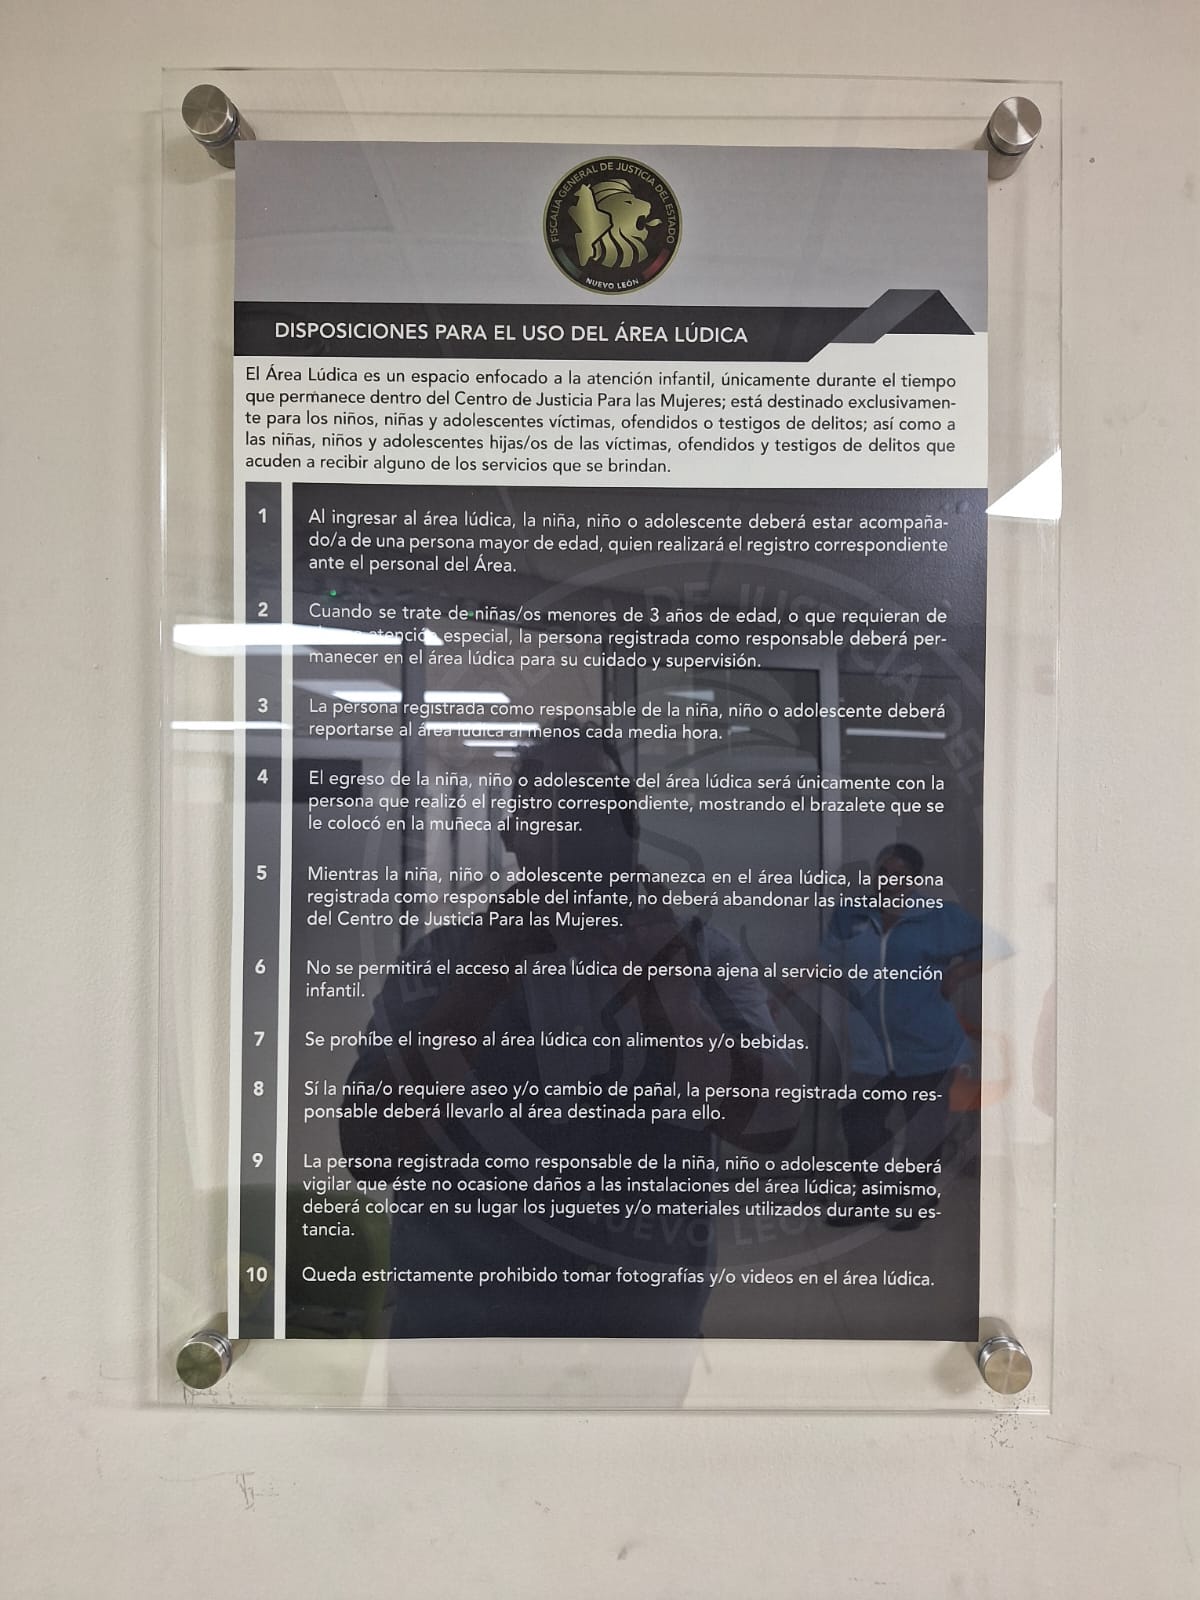 FISCALÍA GENERAL DE JUSTICIA DEL ESTADO
NUEVO LEÓN
DISPOSICIONES PARA EL USO DEL ÁREA LÚDICA
El Área Lúdica es un espacio enfocado a la atención infantil, únicamente durante el tiempo
que permanece dentro del Centro de Justicia Para las Mujeres; está destinado exclusivamen-
te para los niños, niñas y adolescentes víctimas, ofendidos o testigos de delitos; así como a
las niñas, niños y adolescentes hijas/os de las víctimas, ofendidos y testigos de delitos que
acuden a recibir alguno de los servicios que se brindan.
1 Al ingresar al área lúdica, la niña, niño o adolescente deberá estar acompaña-
do/a de una persona mayor de edad, quien realizará el registro correspondiente
ante el personal del Área.
2 Cuando se trate de niñas/os menores de 3 años de edad, o que requieran de
atención especial, la persona registrada como responsable deberá per-
manecer en el área lúdica para su cuidado y supervisión.
3 La persona registrada como responsable de la niña, niño o adolescente deberá
reportarse al área lúdica al menos cada media hora.
4 El egreso de la niña, niño o adolescente del área lúdica será únicamente con la
persona que realizó el registro correspondiente, mostrando el brazalete que se
le colocó en la muñeca al ingresar.
5 Mientras la niña, niño o adolescente permanezca en el área lúdica, la persona
registrada como responsable del infante, no deberá abandonar las instalaciones
del Centro de Justicia Para las Mujeres.
6 No se permitirá el acceso al área lúdica de persona ajena al servicio de atención
infantil.
7 Se prohíbe el ingreso al área lúdica con alimentos y/o bebidas.
8 Sí la niña/o requiere aseo y/o cambio de pañal, la persona registrada como res-
ponsable deberá llevarlo al área destinada para ello.
9 La persona registrada como responsable de la niña, niño o adolescente deberá
vigilar que éste no ocasione daños a las instalaciones del área lúdica; asimismo,
deberá colocar en su lugar los juguetes y/o materiales utilizados durante su es-
tancia.
10 Queda estrictamente prohibido tomar fotografías y/o videos en el área lúdica.